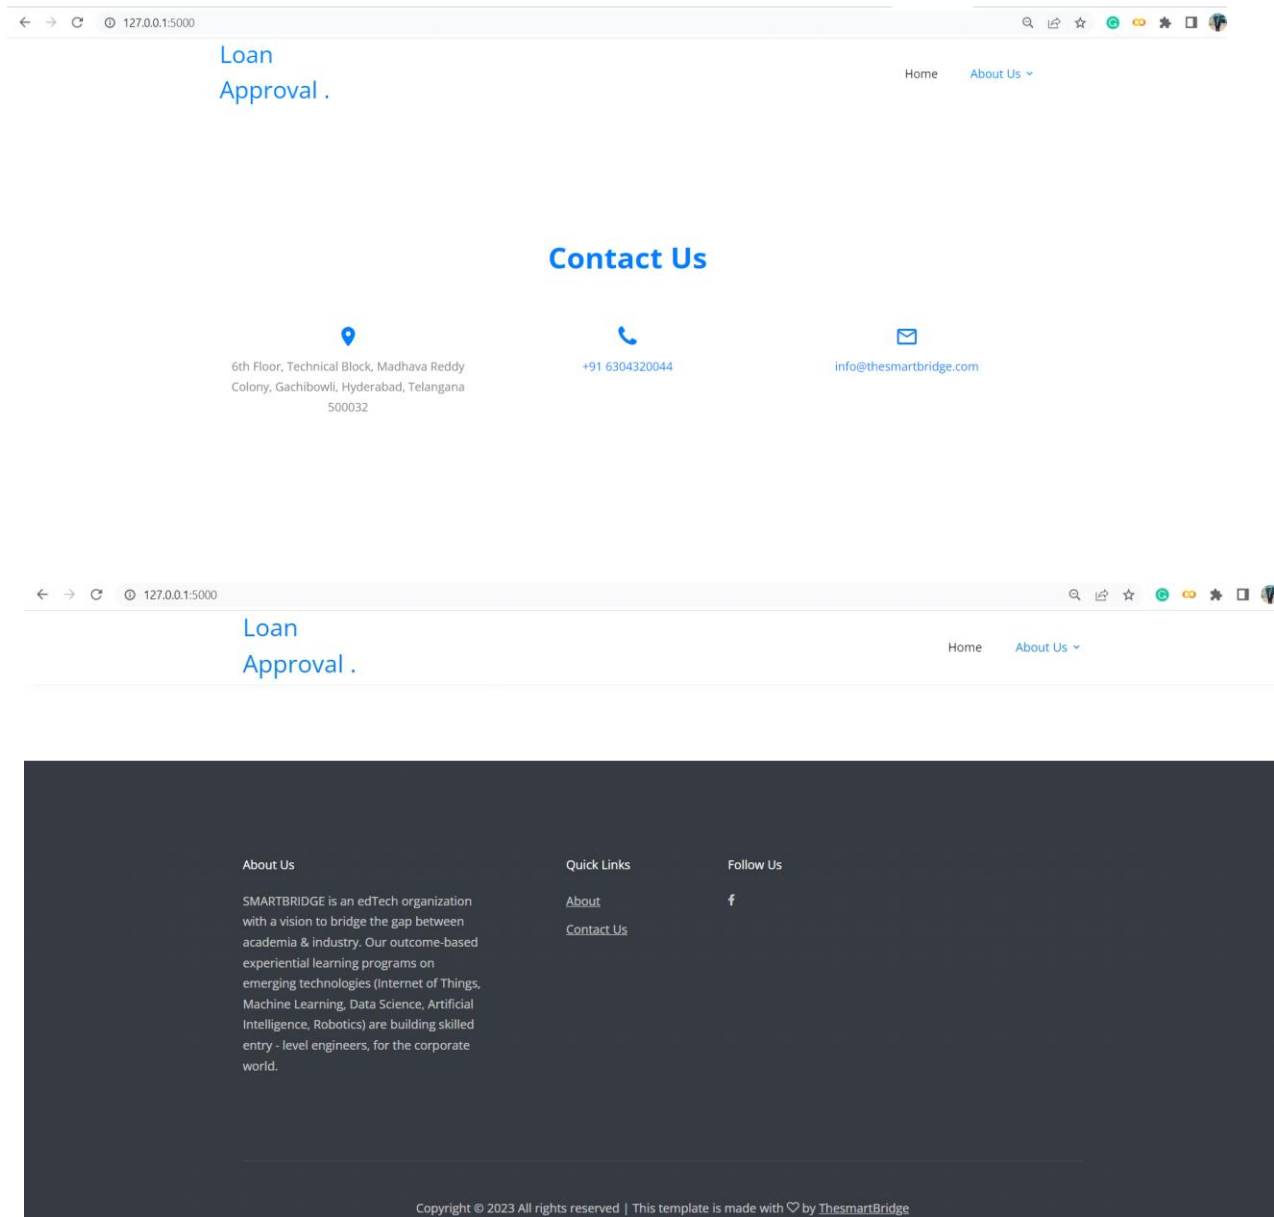 127.0.0.1:5000
Loan
Approval .
Home
About Us
Contact Us
6th Floor, Technical Block, Madhava Reddy
Colony, Gachibowli, Hyderabad, Telangana
500032
+91 6304320044
info@thesmartbridge.com
127.0.0.1:5000
Loan
Approval .
Home
About Us
About Us
SMARTBRIDGE is an edTech organization
with a vision to bridge the gap between
academia & industry. Our outcome-based
experiential learning programs on
emerging technologies (Internet of Things,
Machine Learning, Data Science, Artificial
Intelligence, Robotics) are building skilled
entry - level engineers, for the corporate
world.
Quick Links
About
Contact Us
Follow Us
Copyright © 2023 All rights reserved | This template is made with ♡ by ThesmartBridge